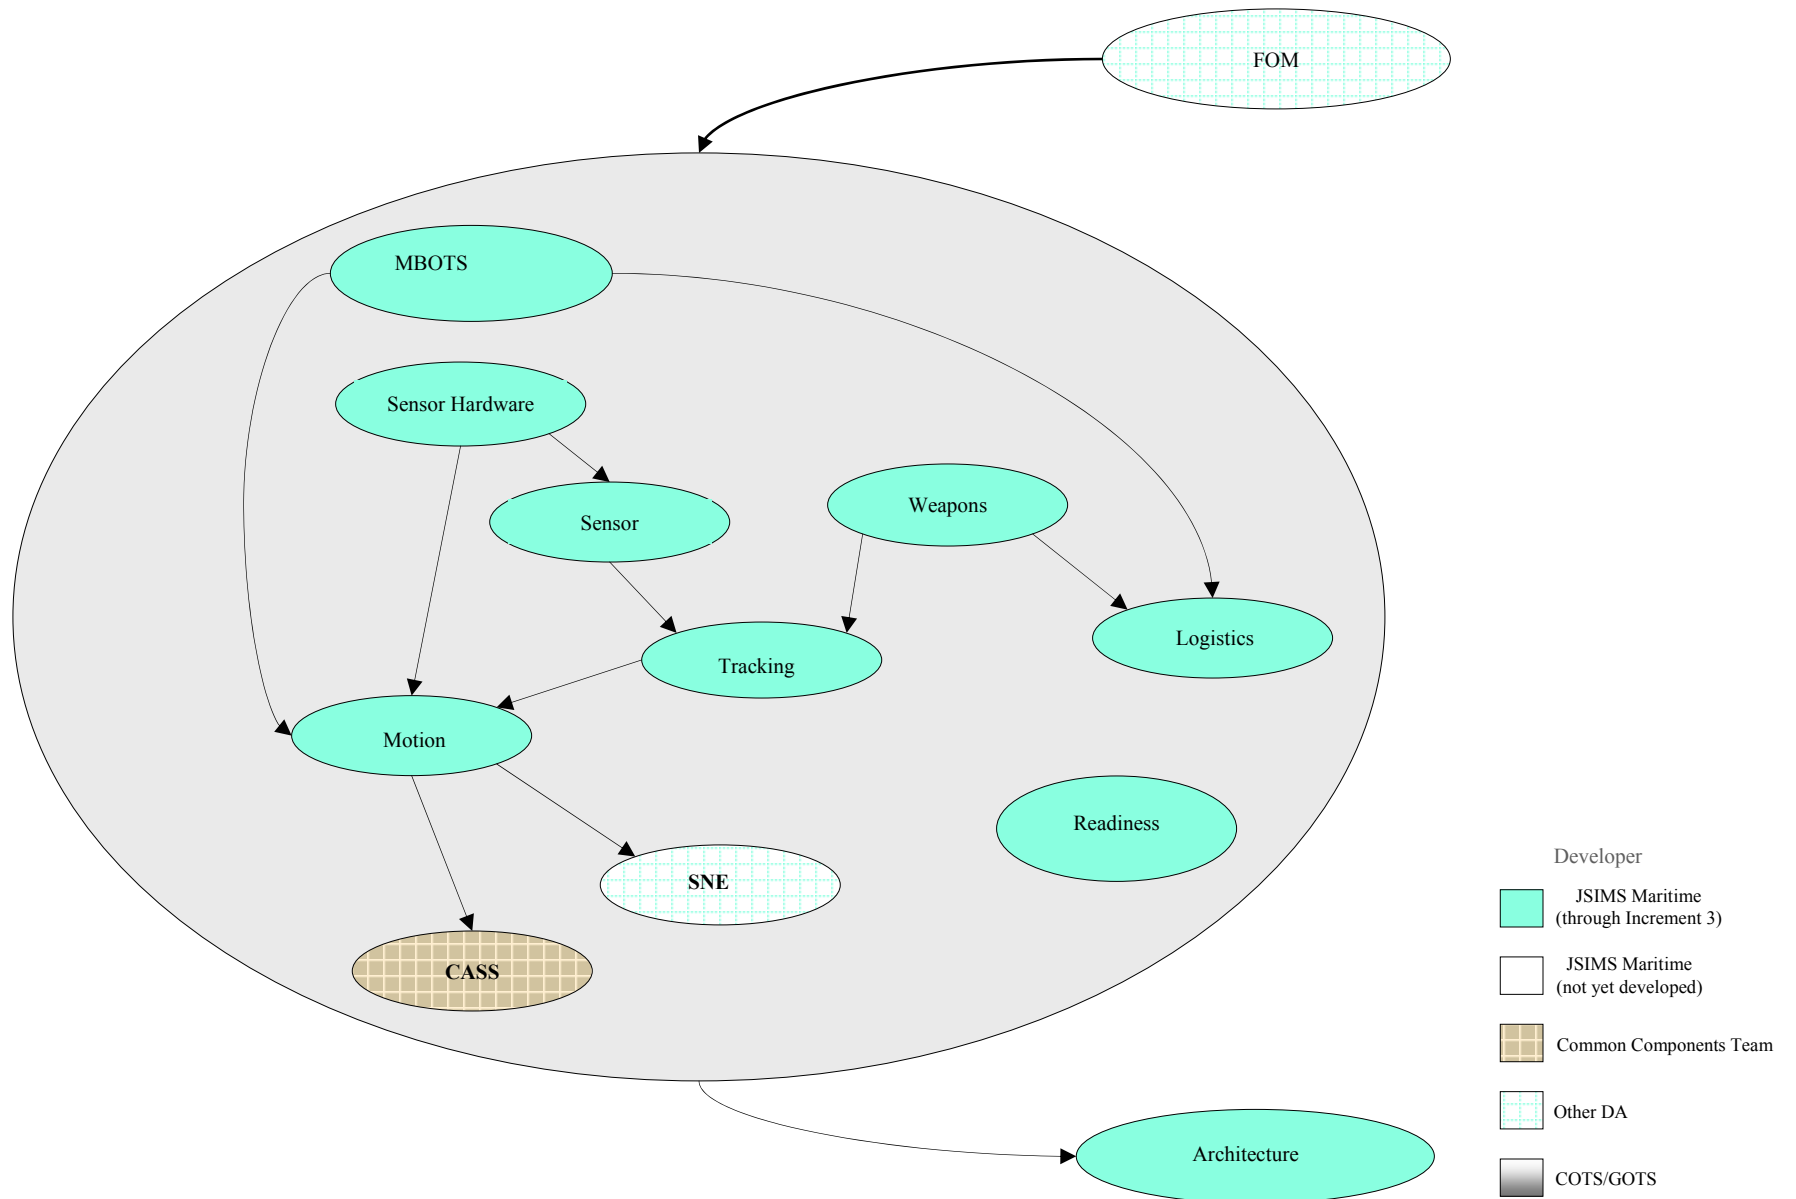 FOM
MBOTS
Sensor Hardware
Sensor
Weapons
Logistics
Tracking
Motion
Readiness
SNE
CASS
Architecture
Developer
JSIMS Maritime
(through Increment 3)
JSIMS Maritime
(not yet developed)
Common Components Team
Other DA
COTS/GOTS